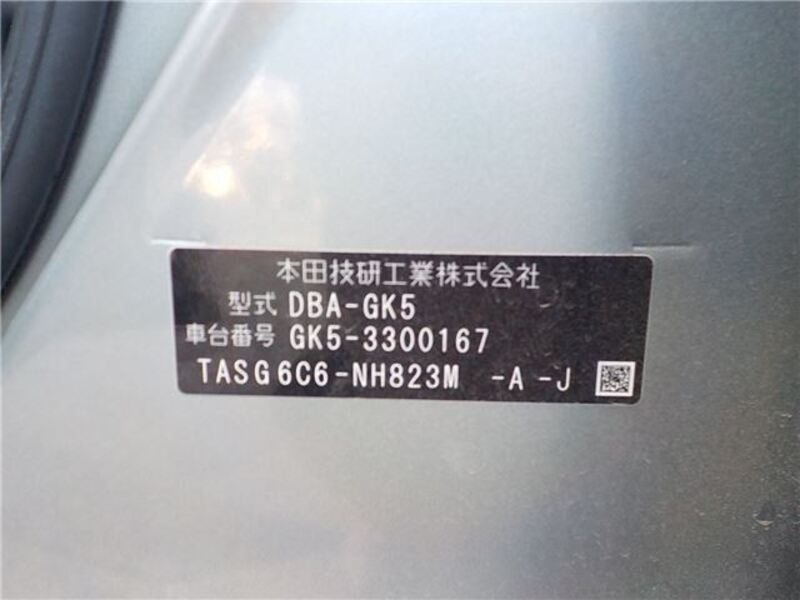 本田技研工業株式会社
型式 DBA-GK5
車台番号 GK5-3300167
TASG6C6-NH823M -A -J